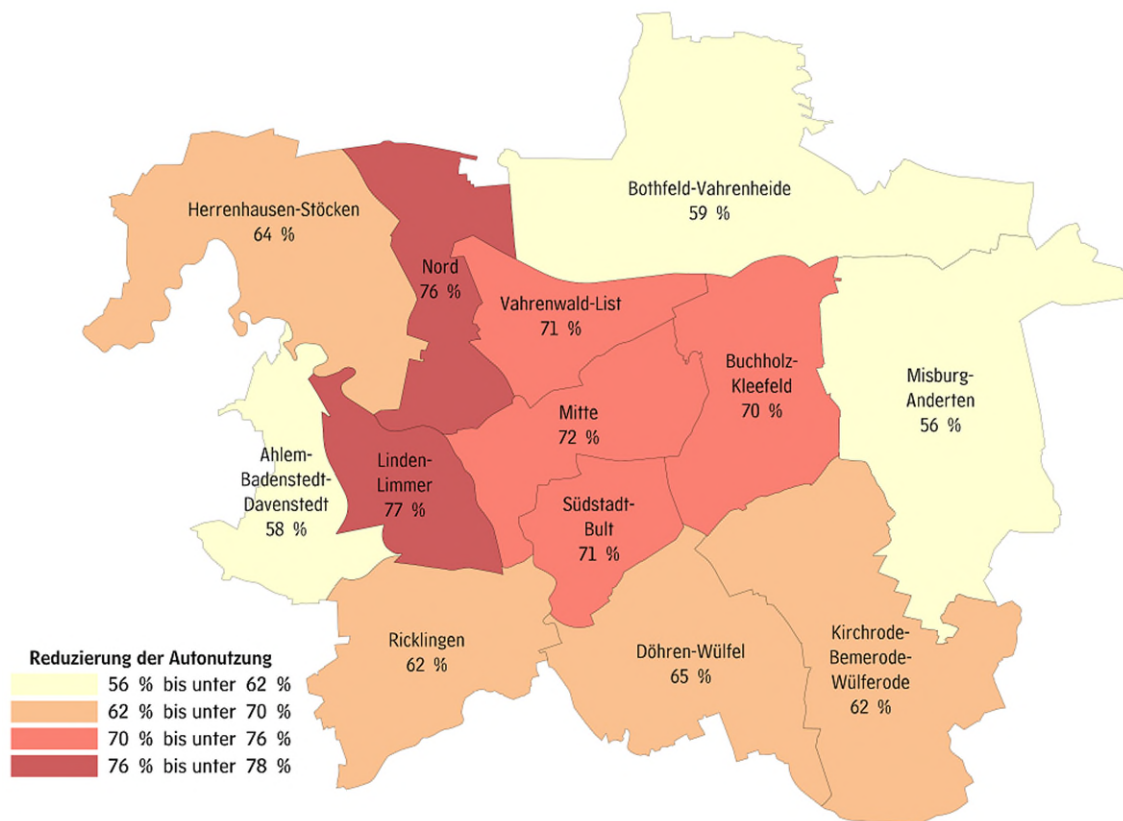 Bothfeld-Vahrenheide
59 %
Herrenhausen-Stöcken
64 %
Nord
76 %
Vahrenwald-List
71 %
Buchholz-
Kleefeld
70 %
Misburg-
Anderten
56 %
Mitte
72 %
Ahlem-
Badenstedt-
Davenstedt
58 %
Linden-
Limmer
77 %
Südstadt-
Bult
71 %
Ricklingen
62 %
Döhren-Wülfel
65 %
Kirchrode-
Bemerode-
Wülferode
62 %
Reduzierung der Autonutzung
56 % bis unter 62 %
62 % bis unter 70 %
70 % bis unter 76 %
76 % bis unter 78 %